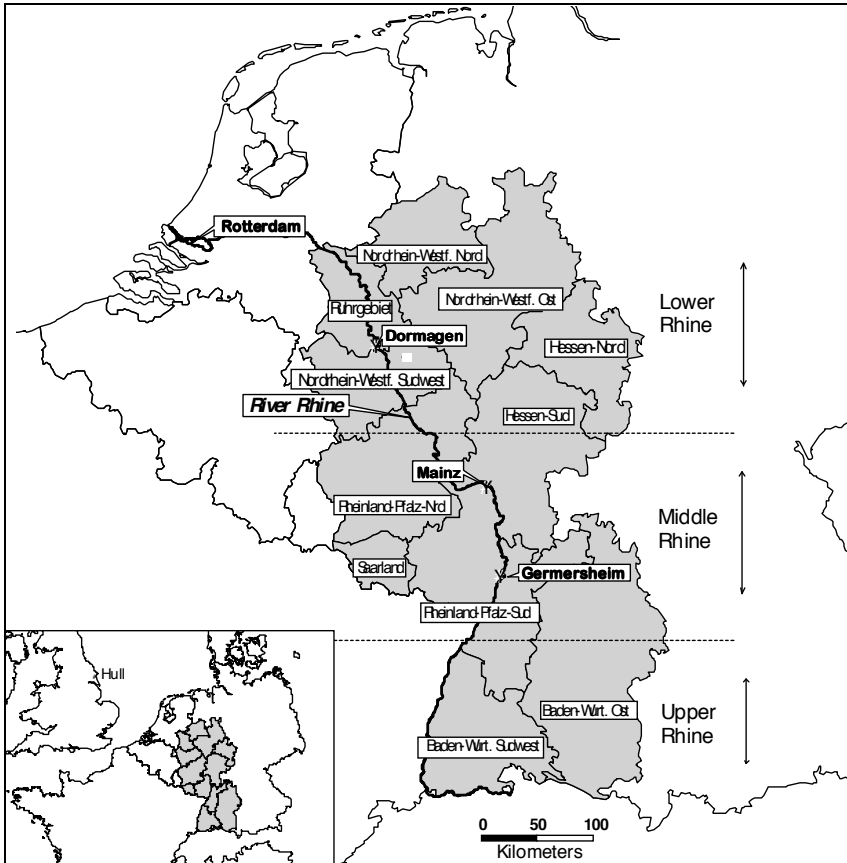 Rotterdam
Nordrhein-Westf. Nord
Nordrhein-Westf. Ost
Ruhrgebiet
Lower
Rhine
Dormagen
Hessen-Nord
Nordrhein-Westf. Sudwest
River Rhine
Hessen-Sud
Mainz
Rheinland-Pfalz-Nrd
Middle
Rhine
Saarland
Germersheim
Rheinland-Pfalz-Sud
Hull
Baden-Wurt. Ost
Upper
Rhine
Baden-Wurt. Sudwest
0 50 100
Kilometers